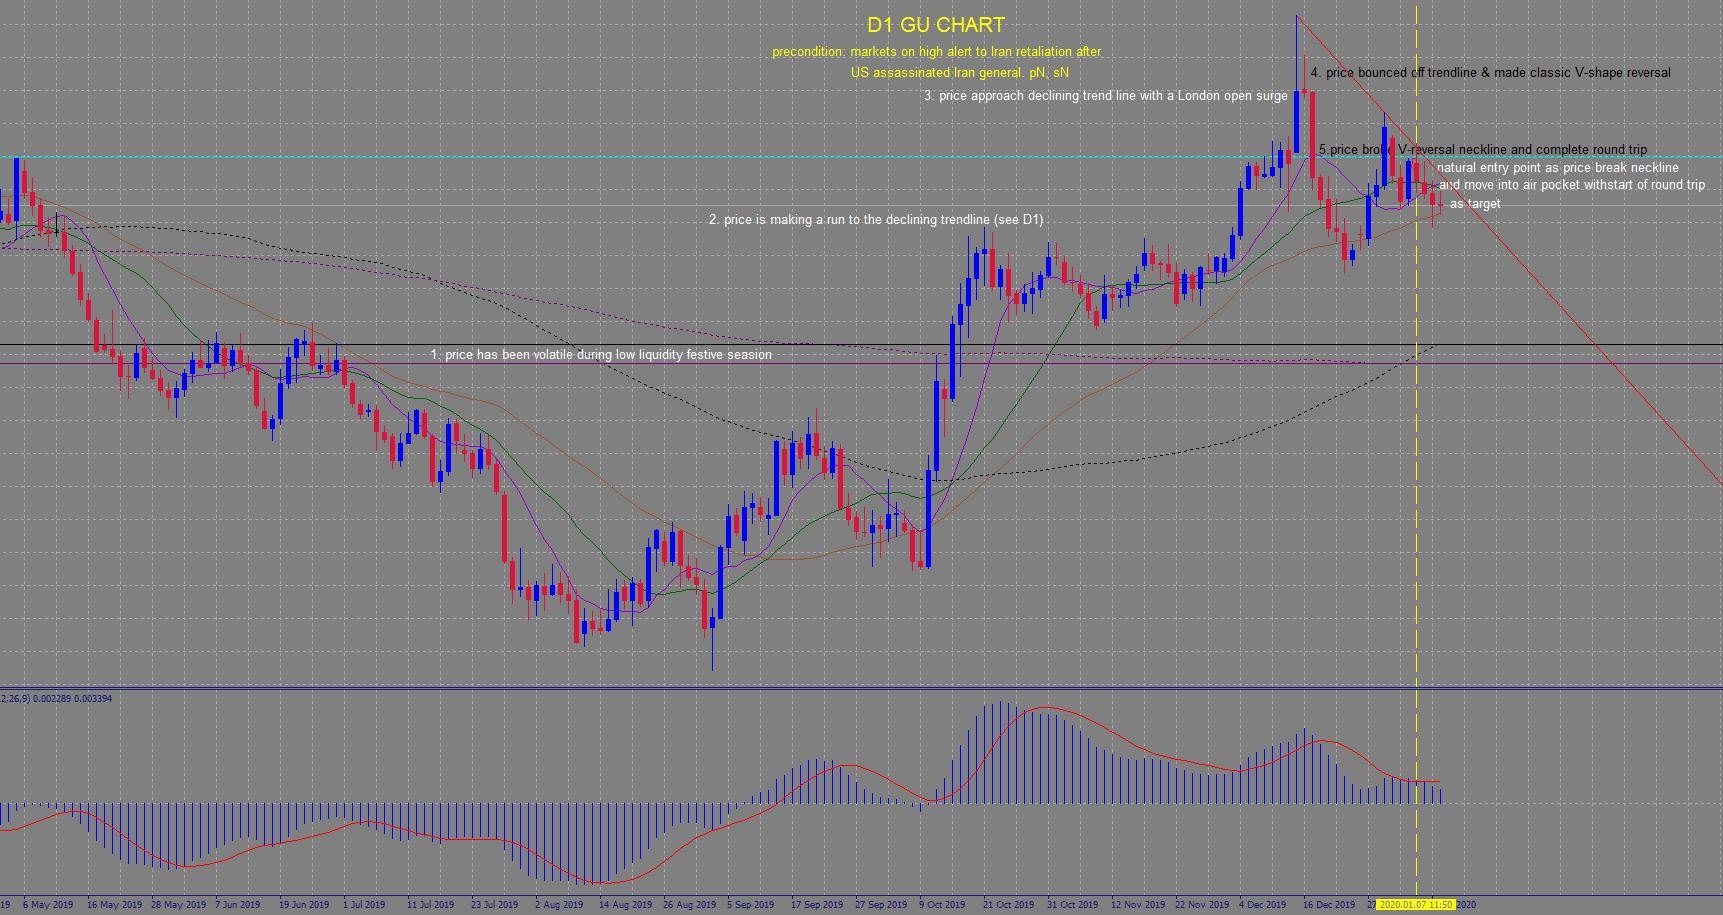 D1 GU CHART
precondition: markets on high alert to Iran retaliation after
US assassinated Iran general. pN, sN
4. price bounced off trendline & made classic V-shape reversal
3. price approach declining trend line with a London open surge
5.price broke V-reversal neckline and complete round trip
natural entry point as price break neckline
and move into air pocket withstart of round trip
as target
2. price is making a run to the declining trendline (see D1)
1. price has been volatile during low liquidity festive seasion
2,26,9) 0.002289 0.003394
19 6 May 2019 16 May 2019 28 May 2019 7 Jun 2019 19 Jun 2019 1 Jul 2019 11 Jul 2019 23 Jul 2019 2 Aug 2019 14 Aug 2019 26 Aug 2019 5 Sep 2019 17 Sep 2019 27 Sep 2019 9 Oct 2019 21 Oct 2019 31 Oct 2019 12 Nov 2019 22 Nov 2019 4 Dec 2019 16 Dec 2019 27 2020.01.07 11:50 2020